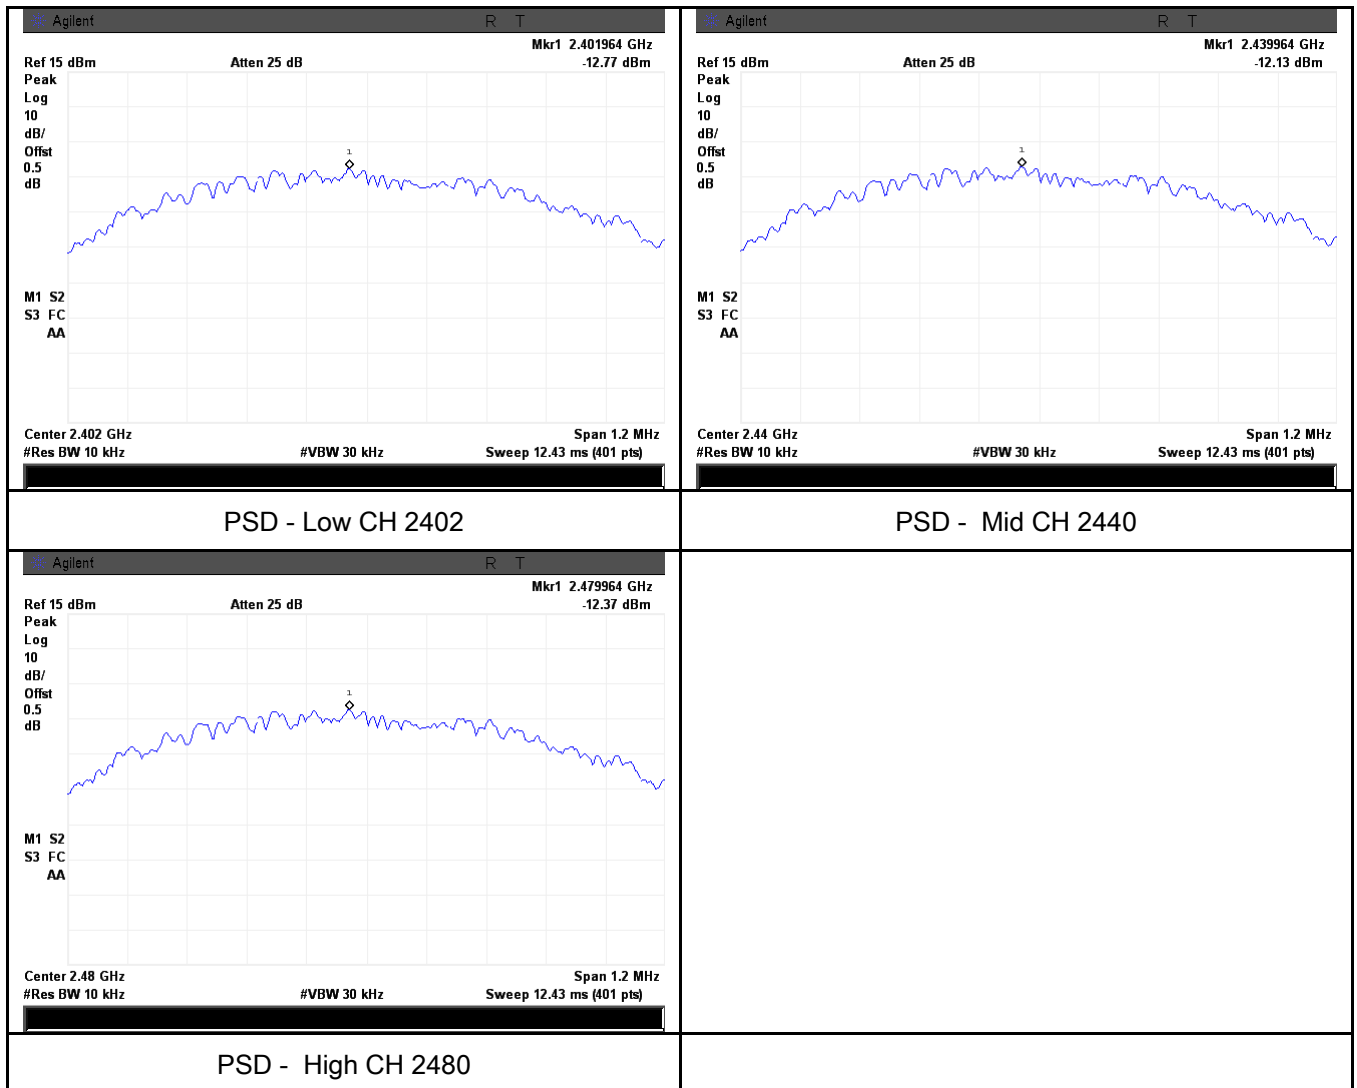 Agilent R T
Mkr1 2.401964 GHz
Ref 15 dBm Atten 25 dB -12.77 dBm
Peak
Log
10
dB/
Offst
0.5
dB
1
M1 S2
S3 FC
AA
Center 2.402 GHz Span 1.2 MHz
#Res BW 10 kHz #VBW 30 kHz Sweep 12.43 ms (401 pts)
PSD - Low CH 2402
Agilent R T
Mkr1 2.439964 GHz
Ref 15 dBm Atten 25 dB -12.13 dBm
Peak
Log
10
dB/
Offst
0.5
dB
1
M1 S2
S3 FC
AA
Center 2.44 GHz Span 1.2 MHz
#Res BW 10 kHz #VBW 30 kHz Sweep 12.43 ms (401 pts)
PSD - Mid CH 2440
Agilent R T
Mkr1 2.479964 GHz
Ref 15 dBm Atten 25 dB -12.37 dBm
Peak
Log
10
dB/
Offst
0.5
dB
1
M1 S2
S3 FC
AA
Center 2.48 GHz Span 1.2 MHz
#Res BW 10 kHz #VBW 30 kHz Sweep 12.43 ms (401 pts)
PSD - High CH 2480